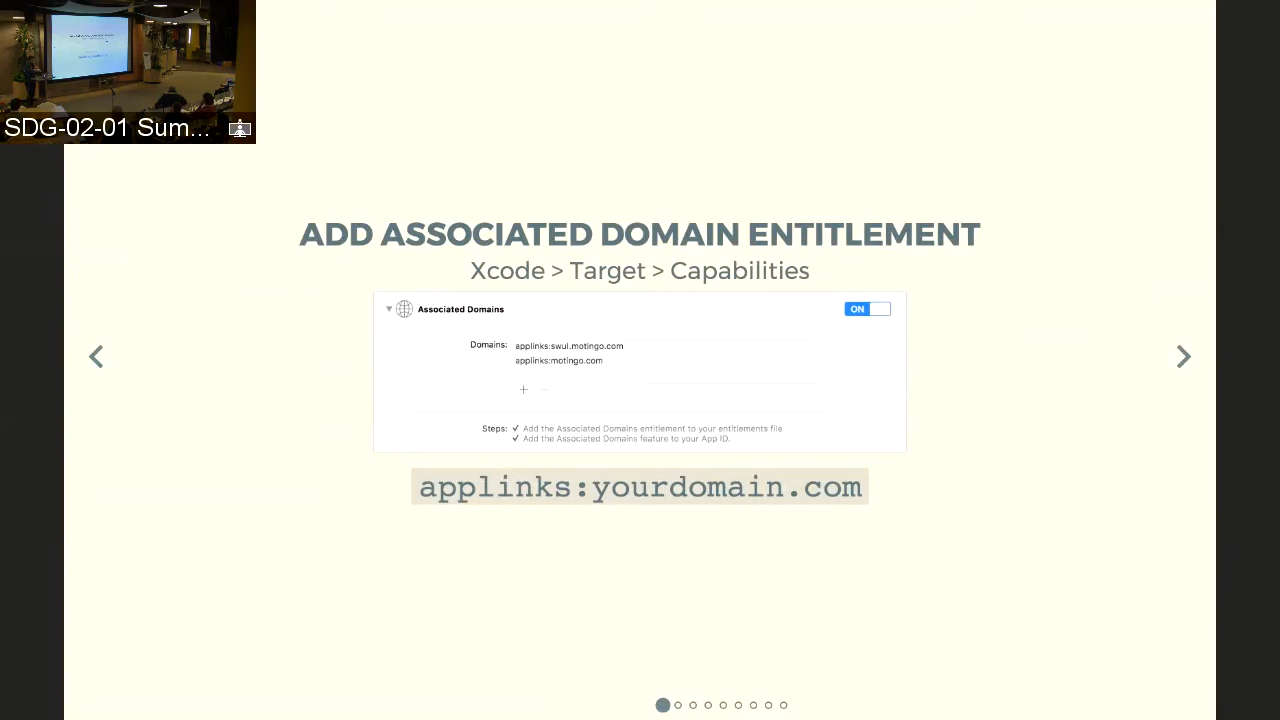 SDG-02-01 Sum...
ADD ASSOCIATED DOMAIN ENTITLEMENT
Xcode > Target > Capabilities
Associated Domains
ON
Domains: applinks:swul.motingo.com
applinks:motingo.com
+ −
Steps: ✓ Add the Associated Domains entitlement to your entitlements file
✓ Add the Associated Domains feature to your App ID.
applinks:yourdomain.com